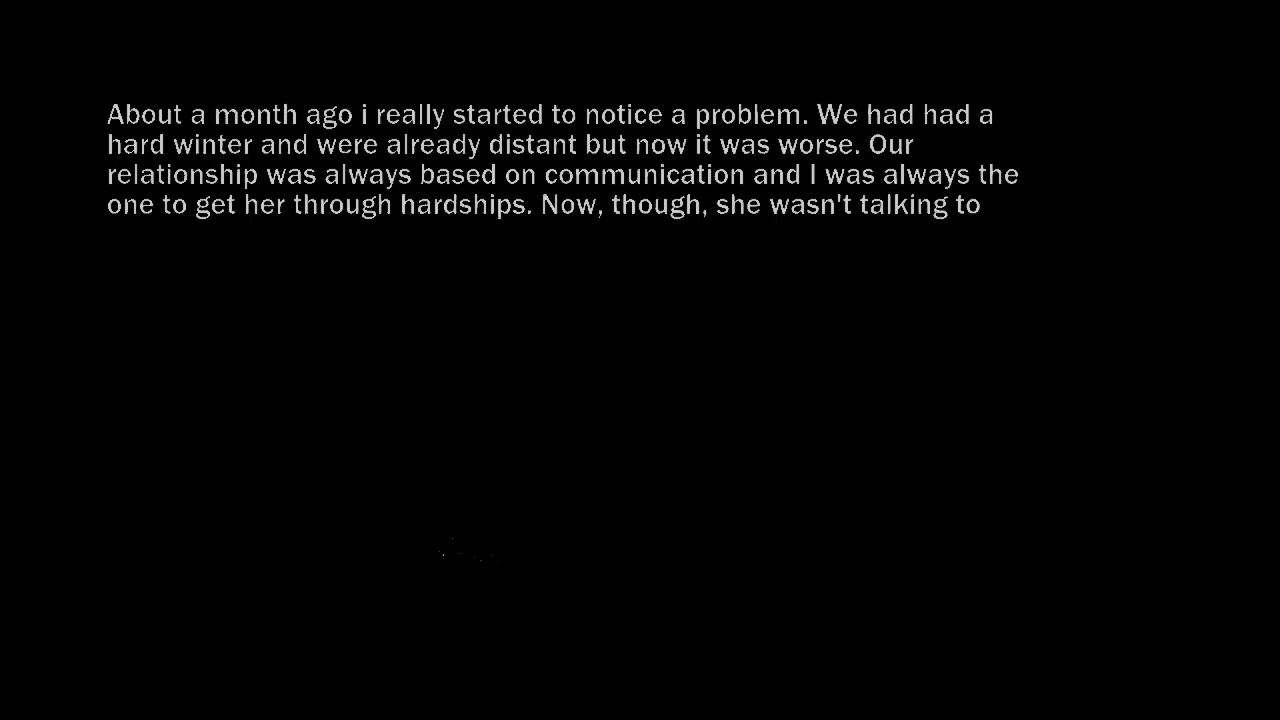 About a month ago i really started to notice a problem. We had had a
hard winter and were already distant but now it was worse. Our
relationship was always based on communication and I was always the
one to get her through hardships. Now, though, she wasn't talking to